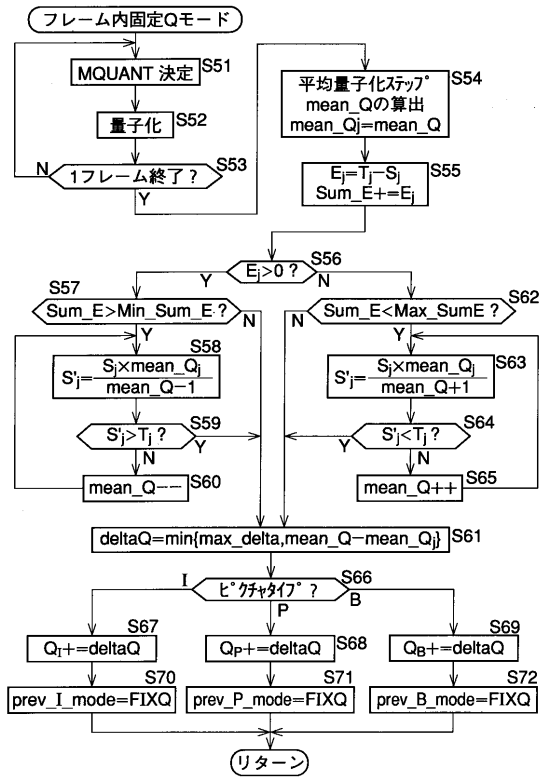 フレーム内固定Qモード
MQUANT 決定
S51
量子化
S52
1フレーム終了？
S53
N
Y
平均量子化ステップ
mean_Qの算出
mean_Qj=mean_Q
S54
Ej=Tj−Sj
Sum_E+=Ej
S55
Ej>0？
S56
Y
N
S57
Sum_E>Min_Sum_E？
Y
N
S58
S'j=Sj×mean_Qj/mean_Q−1
S'j>Tj？
S59
Y
N
mean_Q−−
S60
Sum_E<Max_SumE？
S62
N
Y
S'j=Sj×mean_Qj/mean_Q+1
S63
S'j<Tj？
S64
Y
N
mean_Q++
S65
deltaQ=min{max_delta,mean_Q−mean_Qj}
S61
ピクチャタイプ？
S66
I
P
B
S67
QI+=deltaQ
QP+=deltaQ
S68
S69
QB+=deltaQ
S70
prev_I_mode=FIXQ
S71
prev_P_mode=FIXQ
S72
prev_B_mode=FIXQ
リターン